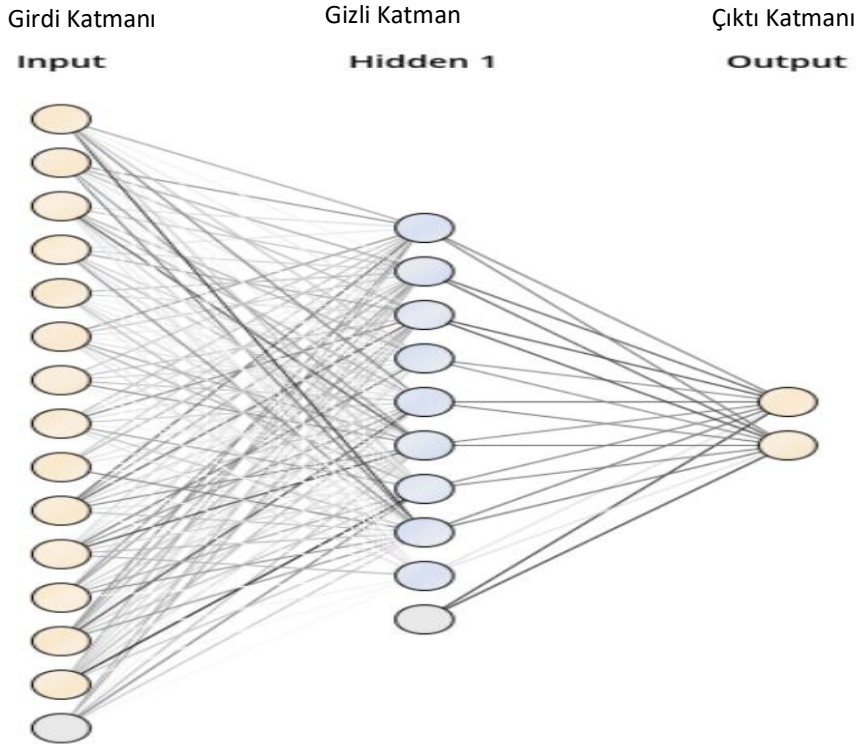 Girdi Katmanı
Gizli Katman
Çıktı Katmanı
Input
Hidden 1
Output